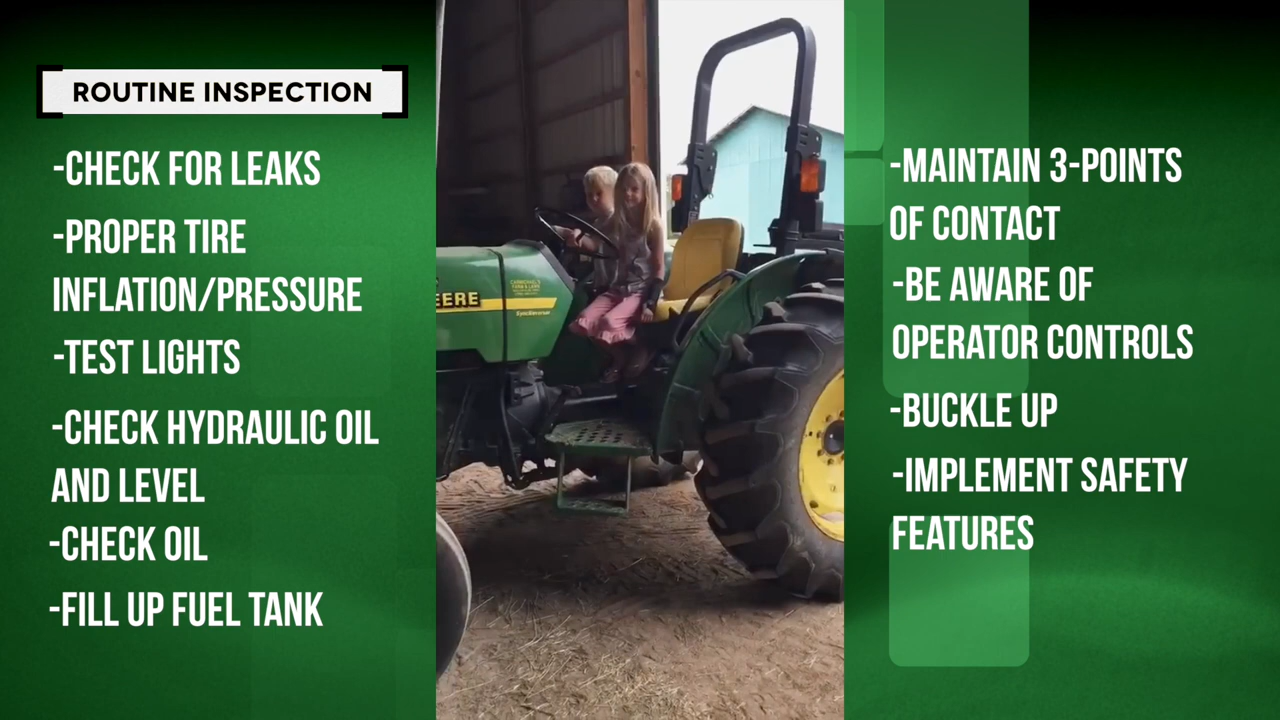 ROUTINE INSPECTION
-CHECK FOR LEAKS
-PROPER TIRE
INFLATION/PRESSURE
-TEST LIGHTS
-CHECK HYDRAULIC OIL
AND LEVEL
-CHECK OIL
-FILL UP FUEL TANK
EERE
-MAINTAIN 3-POINTS
OF CONTACT
-BE AWARE OF
OPERATOR CONTROLS
-BUCKLE UP
-IMPLEMENT SAFETY
FEATURES